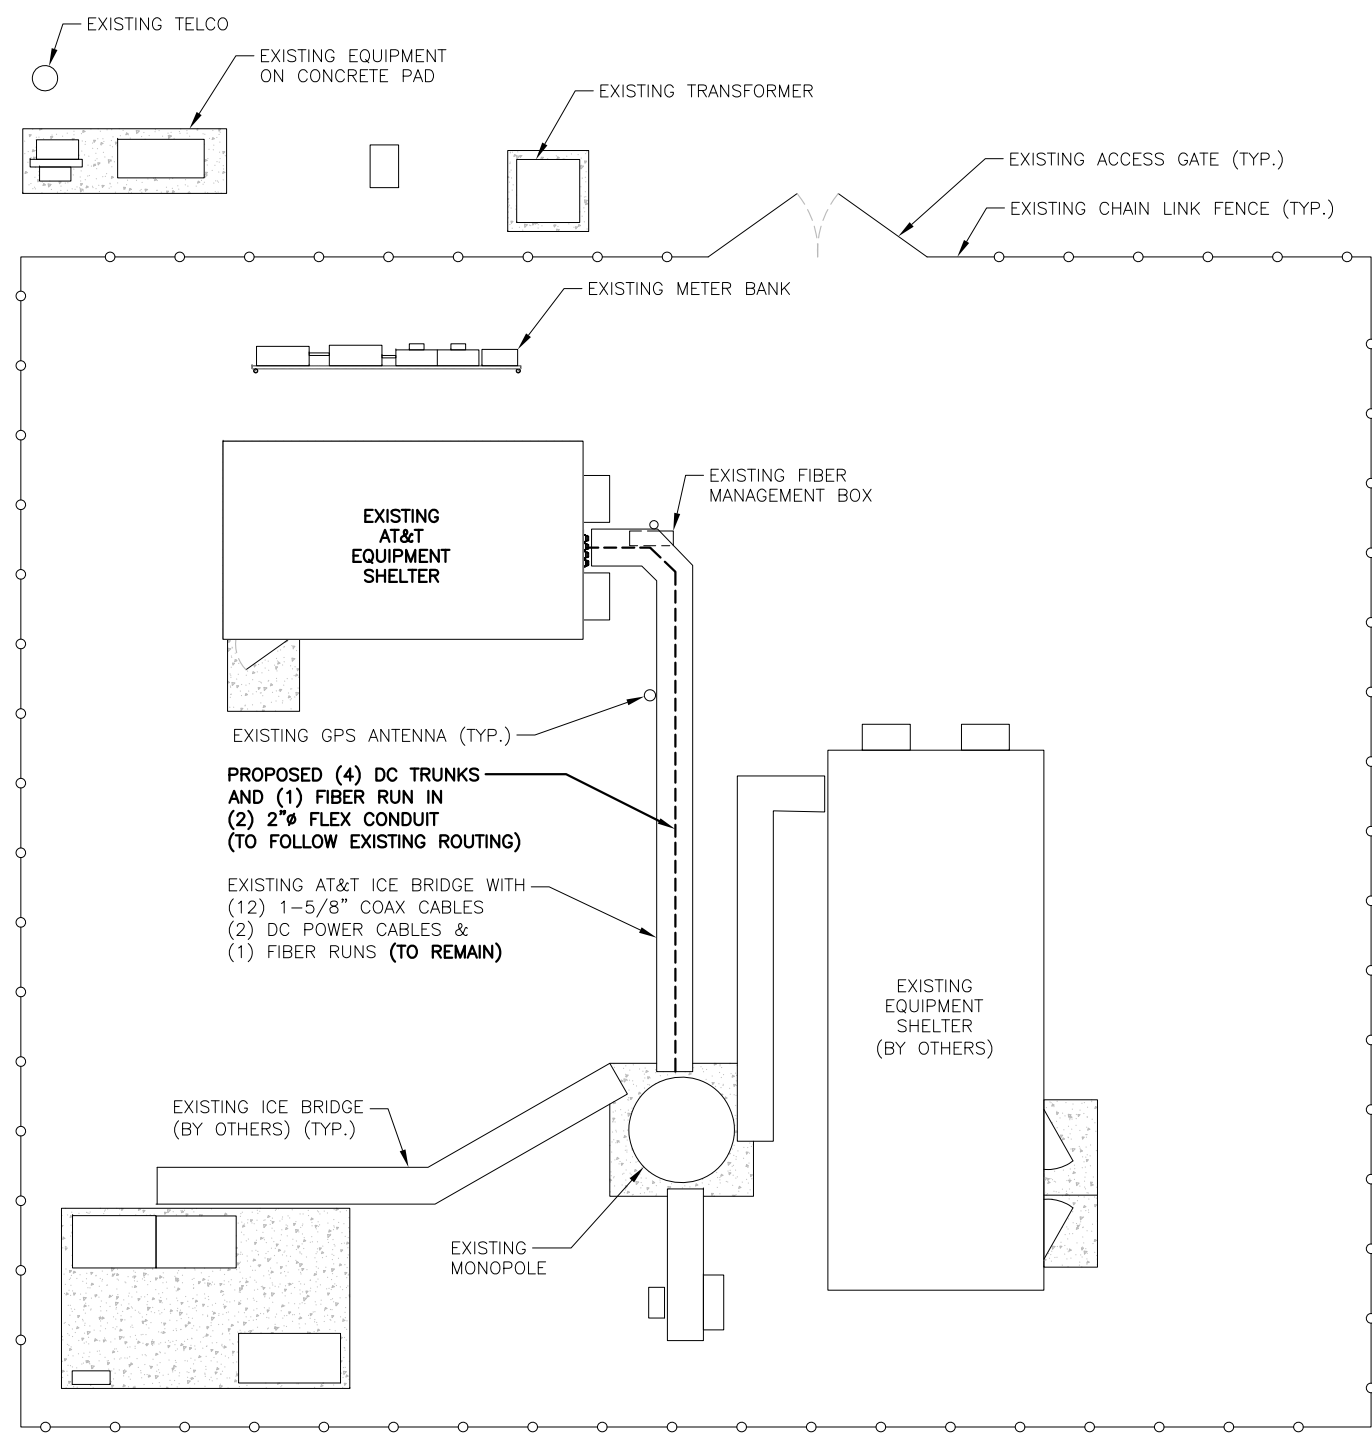 EXISTING TELCO
EXISTING EQUIPMENT
ON CONCRETE PAD
EXISTING TRANSFORMER
EXISTING ACCESS GATE (TYP.)
EXISTING CHAIN LINK FENCE (TYP.)
EXISTING METER BANK
EXISTING FIBER
MANAGEMENT BOX
EXISTING
AT&T
EQUIPMENT
SHELTER
EXISTING GPS ANTENNA (TYP.)
PROPOSED (4) DC TRUNKS
AND (1) FIBER RUN IN
(2) 2"ø FLEX CONDUIT
(TO FOLLOW EXISTING ROUTING)
EXISTING AT&T ICE BRIDGE WITH
(12) 1-5/8" COAX CABLES
(2) DC POWER CABLES &
(1) FIBER RUNS (TO REMAIN)
EXISTING
EQUIPMENT
SHELTER
(BY OTHERS)
EXISTING ICE BRIDGE
(BY OTHERS) (TYP.)
EXISTING
MONOPOLE